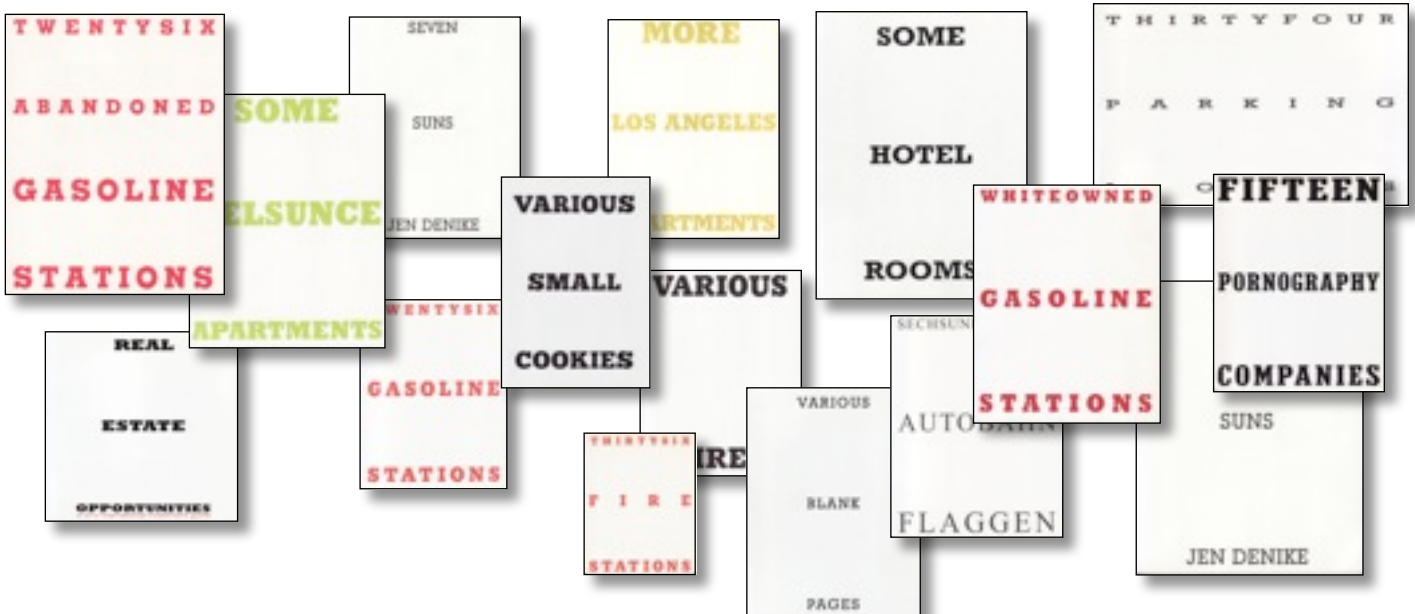 TWENTYSIX
ABANDONED
GASOLINE
STATIONS
SOME
ELSUNCE
APARTMENTS
SEVEN
SUNS
JEN DENIKE
MORE
LOS ANGELES
ARTMENTS
SOME
HOTEL
ROOMS
THIRTYFOUR
PARKING
REAL
ESTATE
OPPORTUNITIES
WENTYSIX
GASOLINE
STATIONS
VARIOUS
SMALL
COOKIES
VARIOUS
IRE
THIRTYSIX
FIRE
STATIONS
VARIOUS
BLANK
PAGES
SECHSUN
AUTOBAHN
FLAGGEN
WHITEOWNED
GASOLINE
STATIONS
FIFTEEN
PORNOGRAPHY
COMPANIES
SUNS
JEN DENIKE